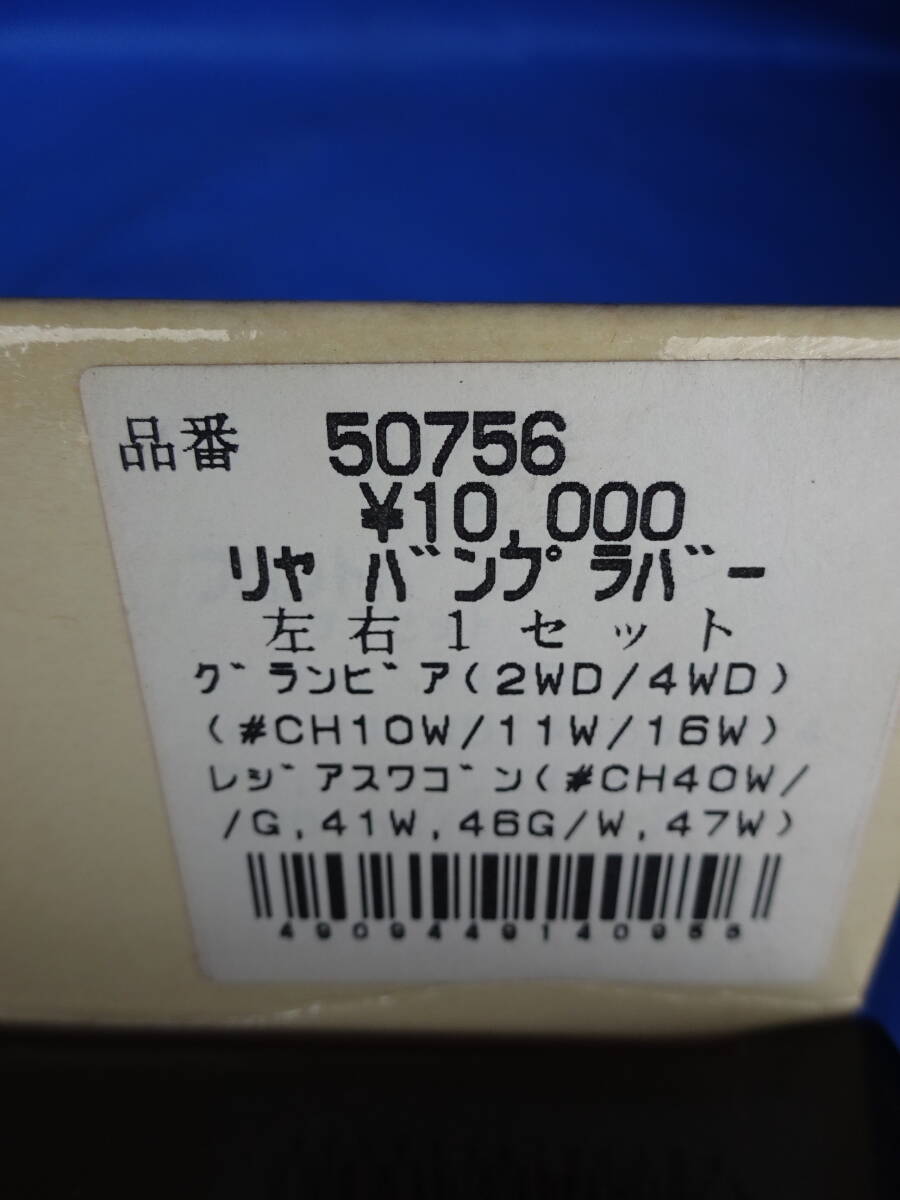 品番 50756
¥10,000
リヤ バンプ ラバー
左右1セット
グランビア(2WD/4WD)
(#CH10W/11W/16W)
レジアスワゴン(#CH40W/
/G,41W,46G/W,47W)